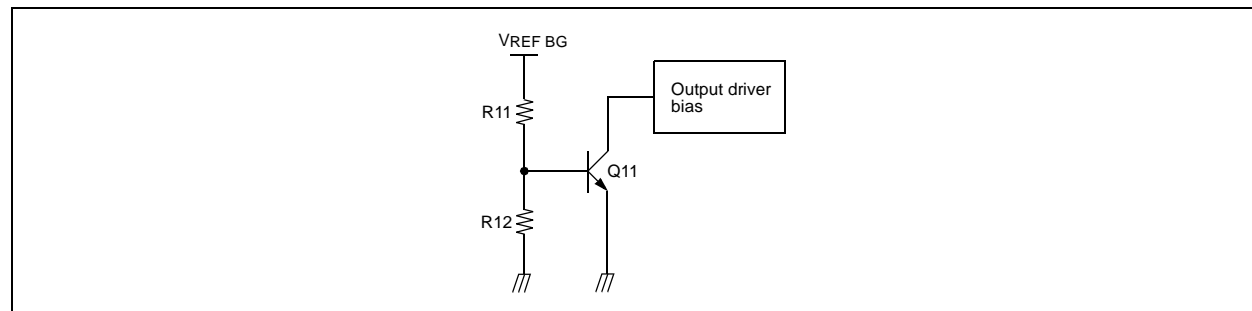 VREF BG
R11
Output driver
bias
Q11
R12